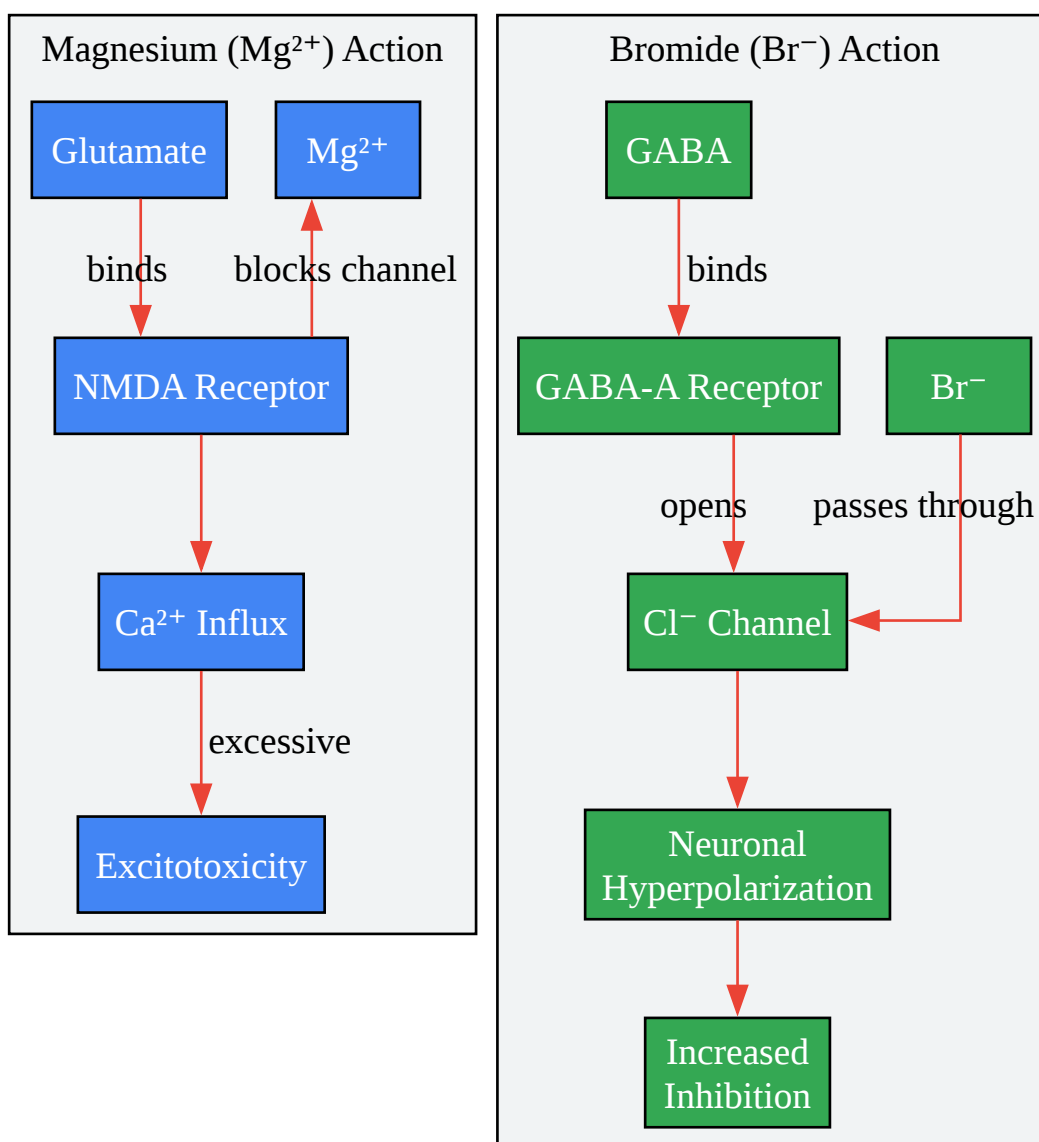 Magnesium (Mg²⁺) Action
Glutamate
Mg²⁺
binds
blocks channel
NMDA Receptor
Ca²⁺ Influx
excessive
Excitotoxicity
Bromide (Br⁻) Action
GABA
binds
GABA-A Receptor
Br⁻
opens
passes through
Cl⁻ Channel
Neuronal
Hyperpolarization
Increased
Inhibition